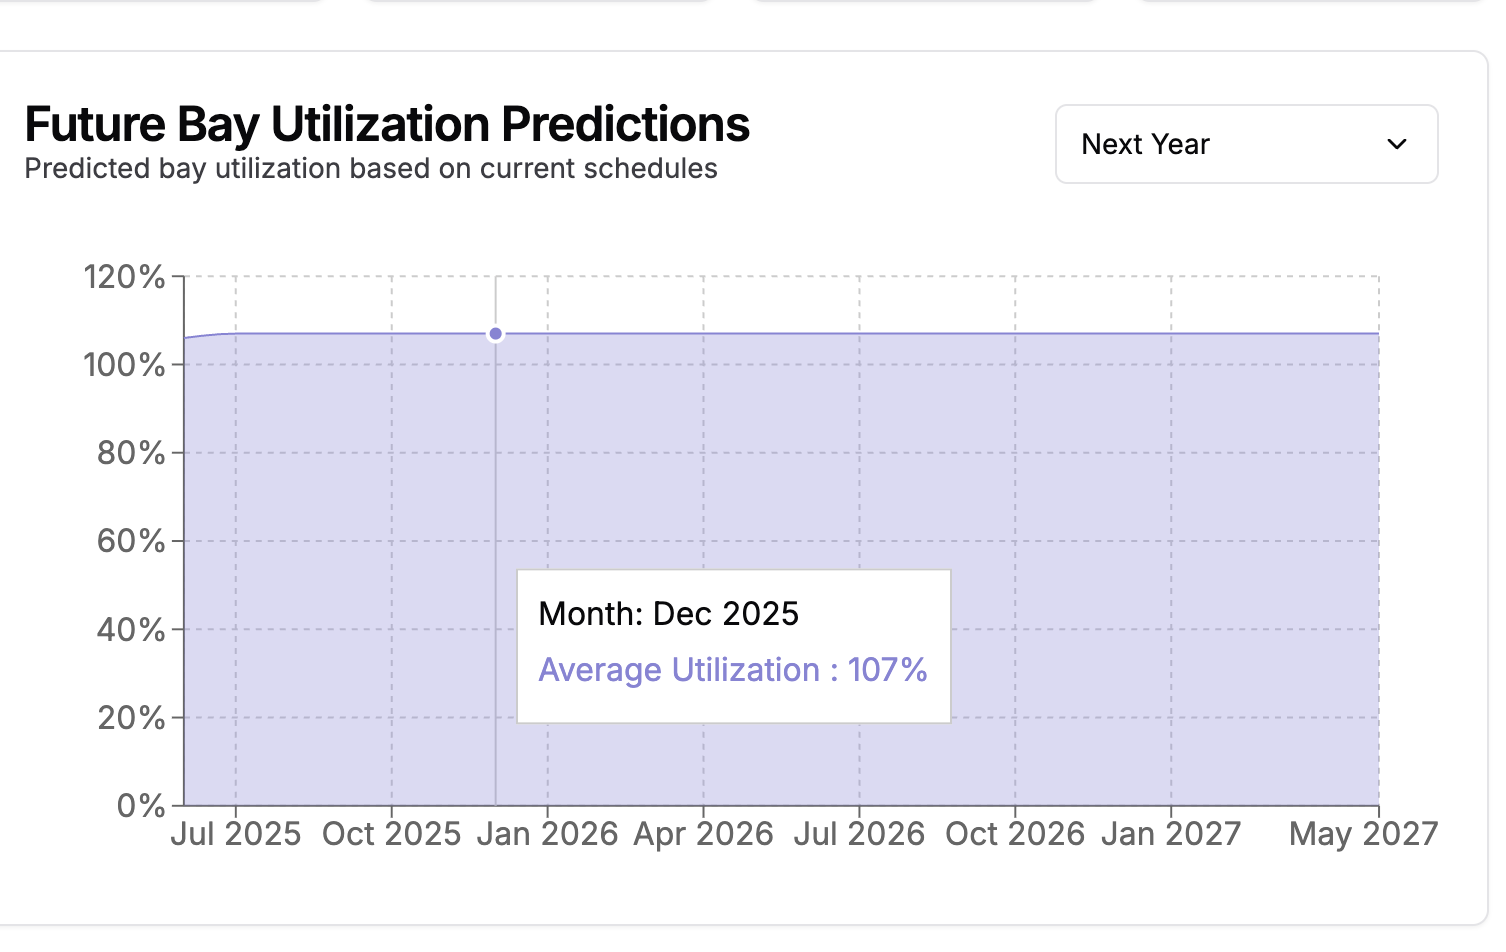 Future Bay Utilization Predictions
Predicted bay utilization based on current schedules
Next Year
120%
100%
80%
60%
40%
20%
0%
Month: Dec 2025
Average Utilization : 107%
Jul 2025 Oct 2025 Jan 2026 Apr 2026 Jul 2026 Oct 2026 Jan 2027 May 2027